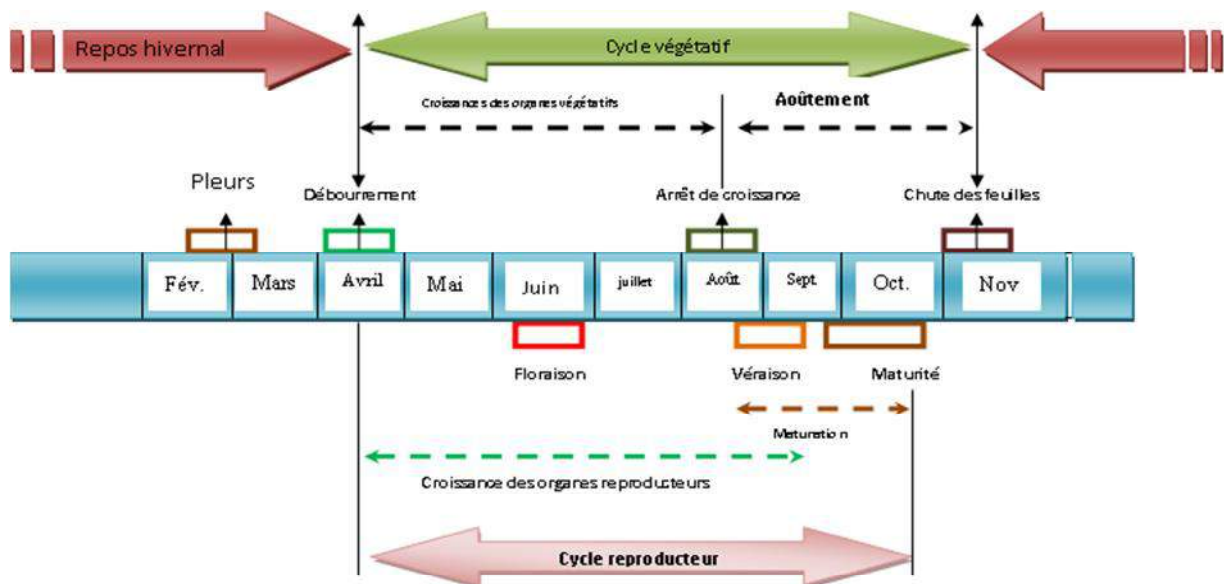 Repos hivernal
Cycle végétatif
Croissances des organes végétatifs
Aoûtement
Pleurs
Débourrement
Arrêt de croissance
Chute des feuilles
Fév.
Mars
Avril
Mai
Juin
juillet
Août
Sept.
Oct.
Nov
Floraison
Véraison
Maturité
Maturation
Croissance des organes reproducteurs
Cycle reproducteur